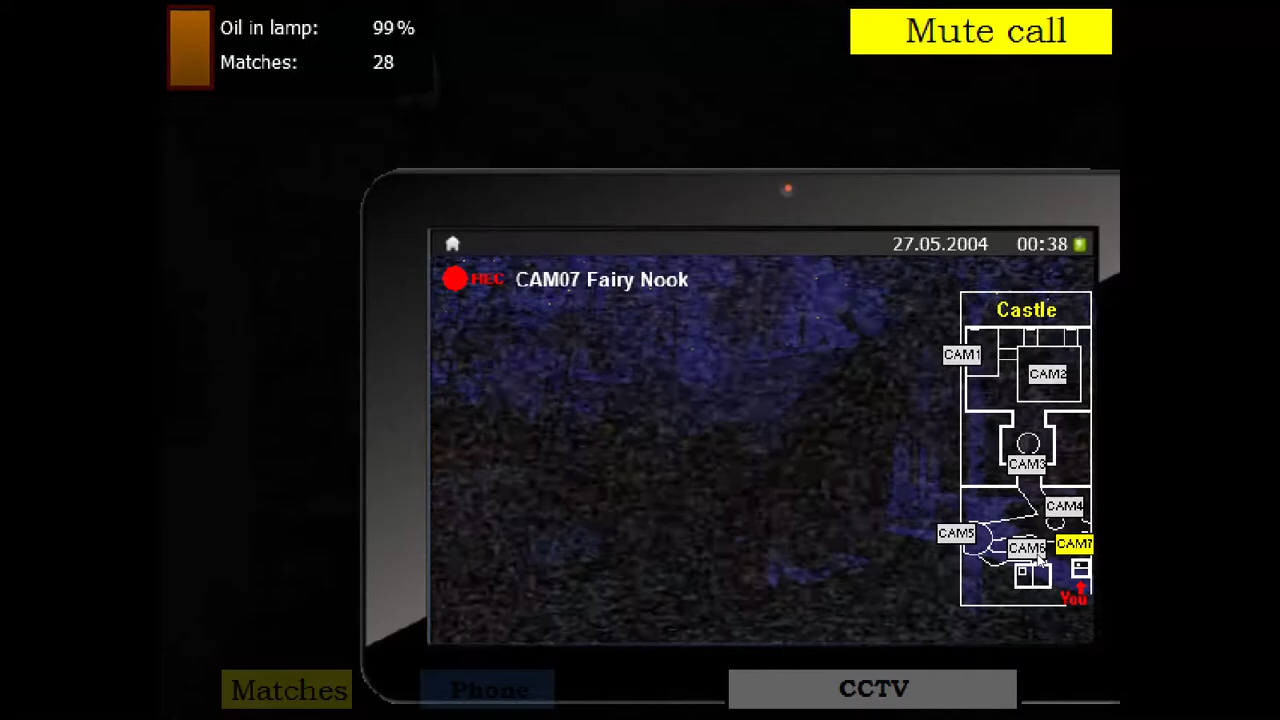 Oil in lamp: 99%
Matches: 28
Mute call
27.05.2004 00:38
REC CAM07 Fairy Nook
Castle
CAM1
CAM2
CAM3
CAM4
CAM5
CAM6
CAM7
You
Matches
Phone
CCTV